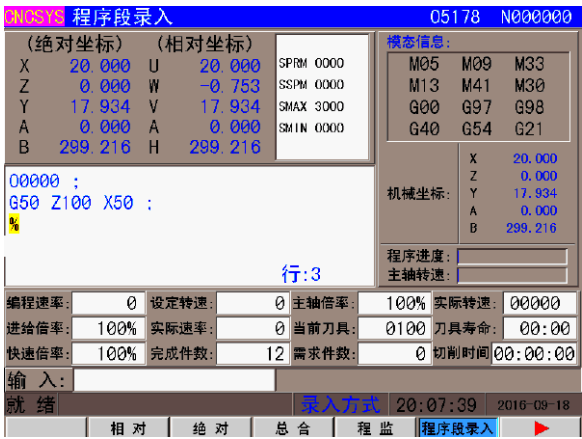 CNCSYS 程序段录入 O5178 N000000
(绝对坐标) (相对坐标)
X 20.000 U 20.000
Z 0.000 W -0.753
Y 17.934 V 17.934
A 0.000 A 0.000
B 299.216 H 299.216
SPRM 0000
SSPM 0000
SMAX 3000
SMIN 0000
模态信息:
M05 M09 M33
M13 M41 M30
G00 G97 G98
G40 G54 G21
机械坐标:
X 20.000
Z 0.000
Y 17.934
A 0.000
B 299.216
O0000 ;
G50 Z100 X50 ;
%
行:3
程序进度:
主轴转速:
编程速率: 0 设定转速: 0 主轴倍率: 100% 实际转速: 00000
进给倍率: 100% 实际速率: 0 当前刀具: 0100 刀具寿命: 00:00
快速倍率: 100% 完成件数: 12 需求件数: 0 切削时间 00:00:00
输 入:
就 绪 录入方式 20:07:39 2016-09-18
相 对 绝 对 总 合 程 监 程序段录入